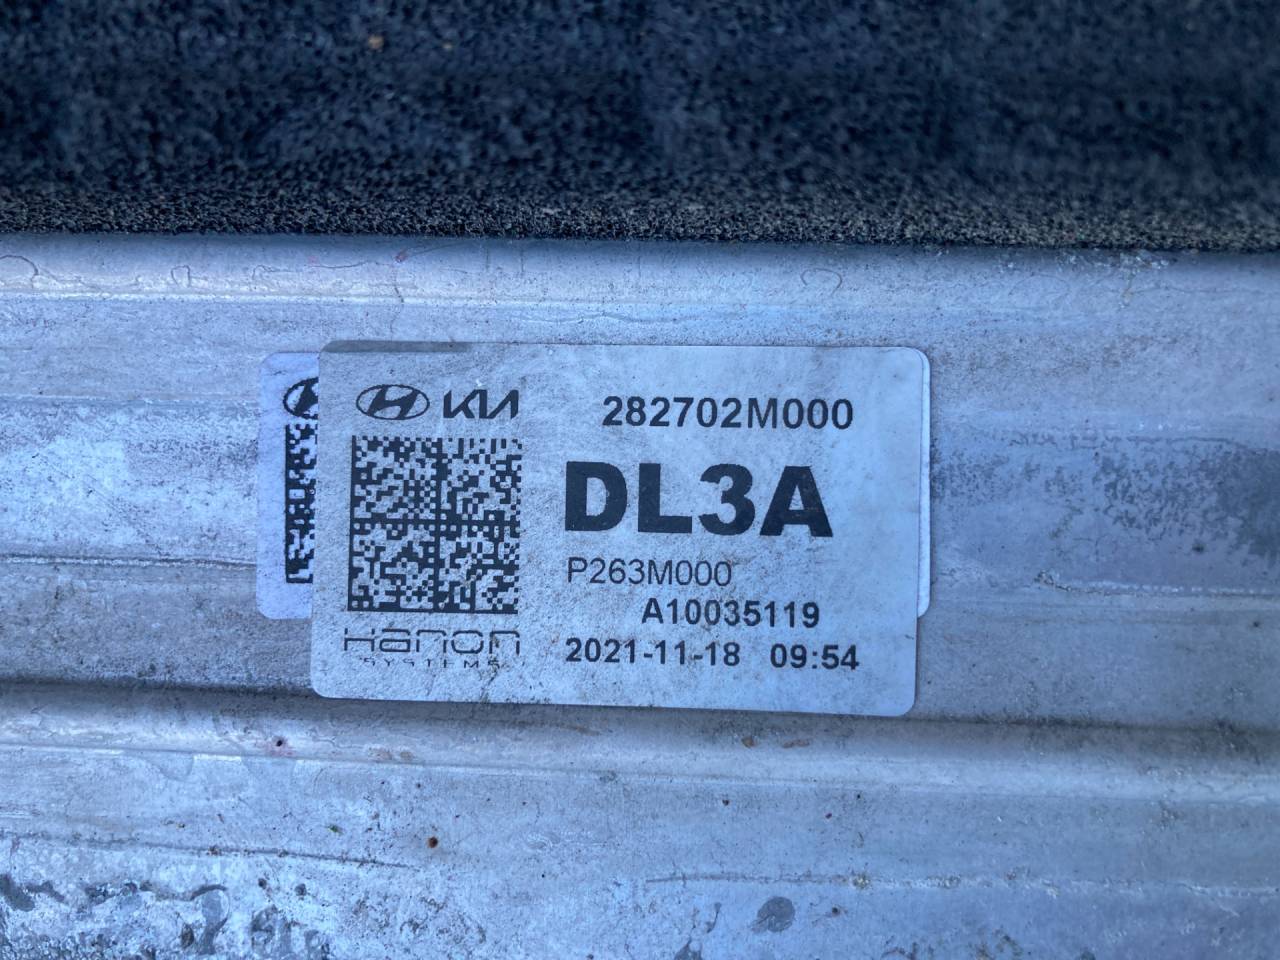 KIA
282702M000
DL3A
P263M000
A10035119
Hanon
SYSTEMS
2021-11-18 09:54